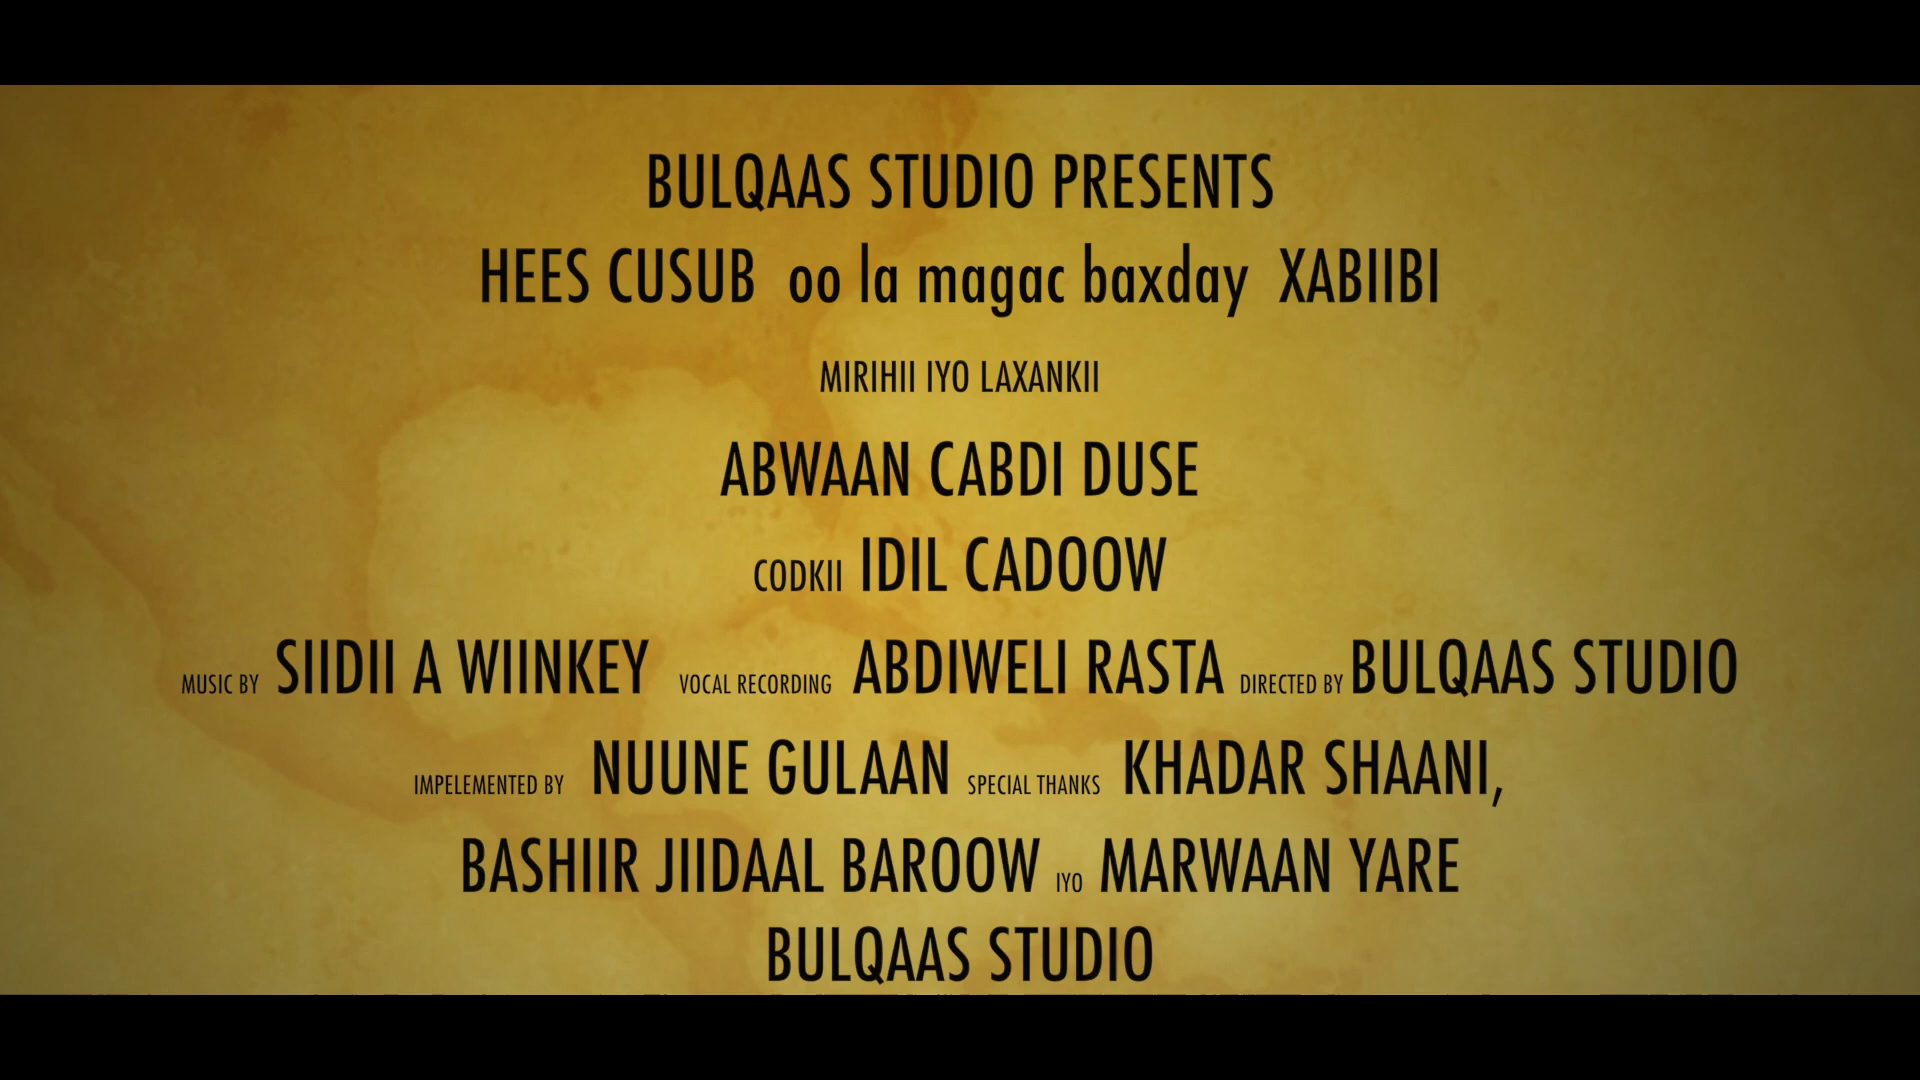 BULQAAS STUDIO PRESENTS
HEES CUSUB oo la magac baxday XABIIBI
MIRIHII IYO LAXANKII
ABWAAN CABDI DUSE
CODKII IDIL CADOOW
MUSIC BY SIIDII A WIINKEY VOCAL RECORDING ABDIWELI RASTA DIRECTED BY BULQAAS STUDIO
IMPELEMENTED BY NUUNE GULAAN SPECIAL THANKS KHADAR SHAANI,
BASHIIR JIIDAAL BAROOW IYO MARWAAN YARE
BULQAAS STUDIO